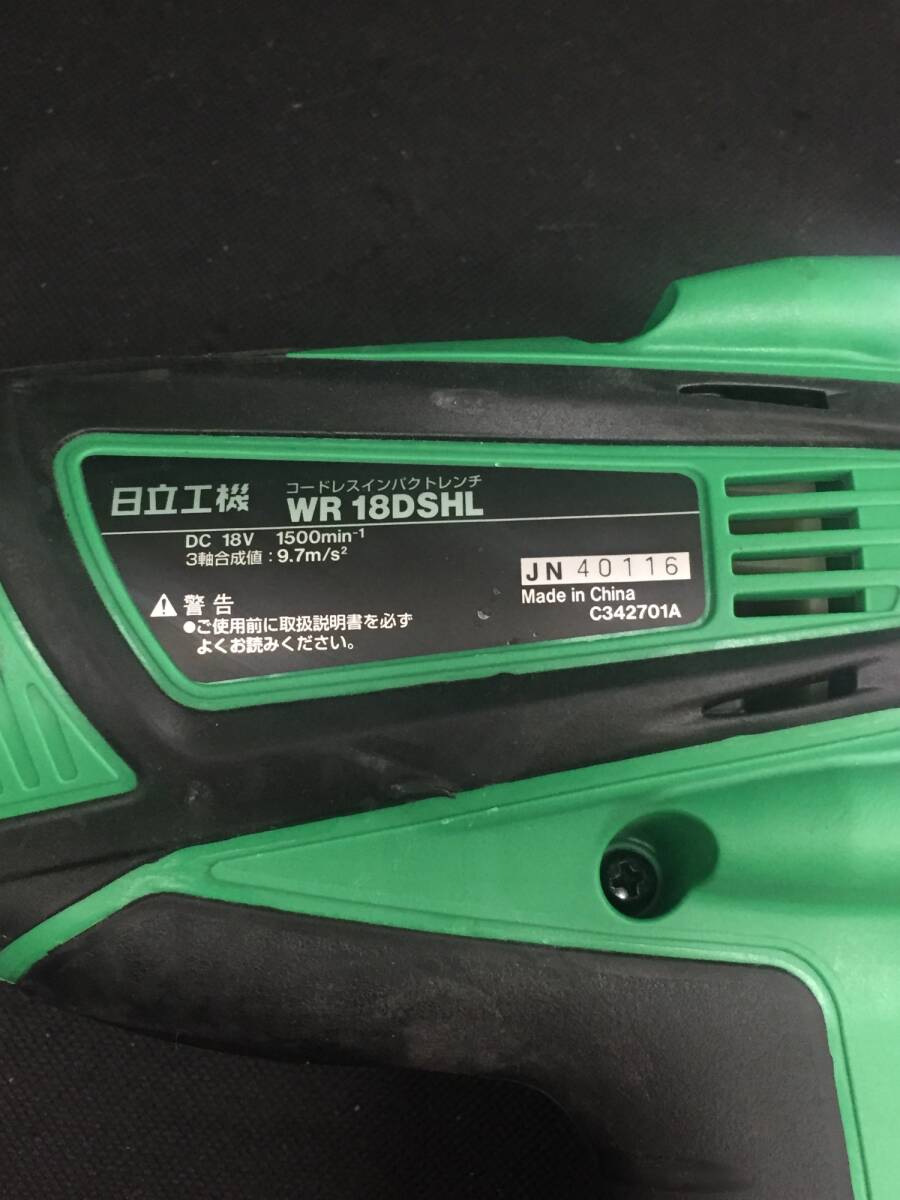 日立工機
コードレスインパクトレンチ
WR 18DSHL
DC 18V 1500min⁻¹
3軸合成値：9.7m/s²
JN 40116
Made in China
C342701A
⚠警告
●ご使用前に取扱説明書を必ず
よくお読みください。